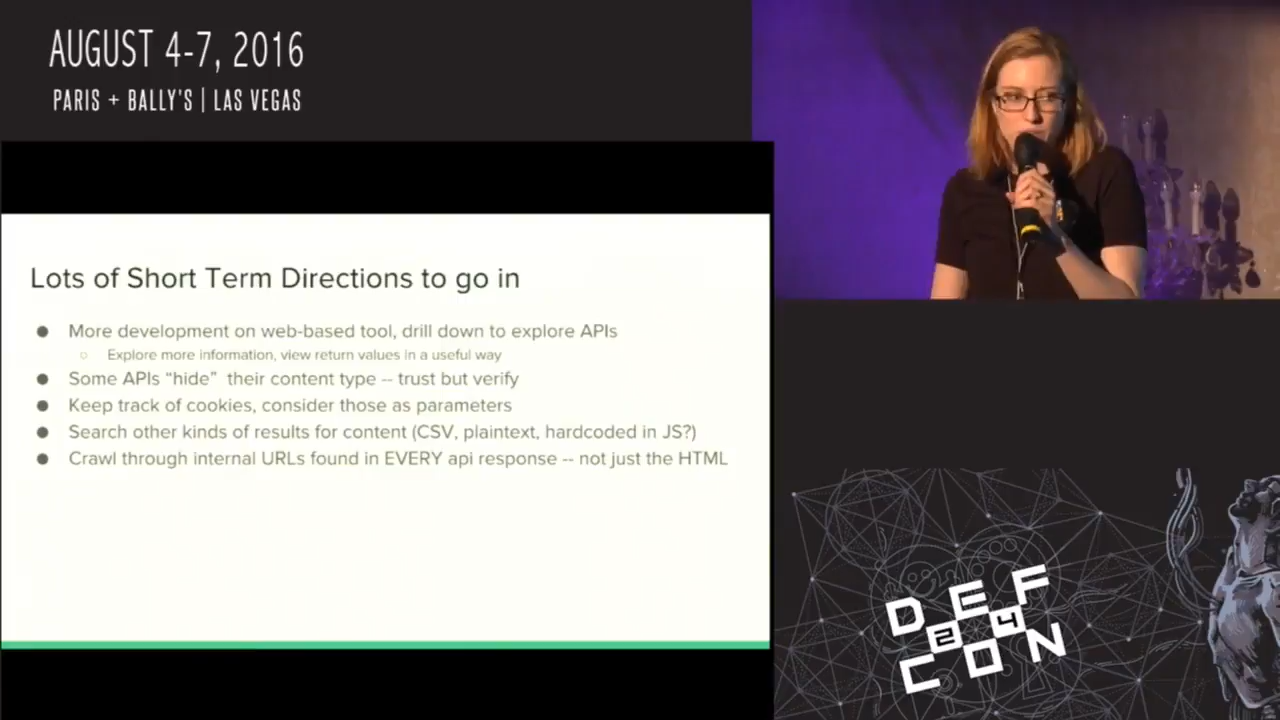 AUGUST 4-7, 2016
PARIS + BALLY'S | LAS VEGAS
Lots of Short Term Directions to go in
● More development on web-based tool, drill down to explore APIs
○ Explore more information, view return values in a useful way
● Some APIs “hide” their content type -- trust but verify
● Keep track of cookies, consider those as parameters
● Search other kinds of results for content (CSV, plaintext, hardcoded in JS?)
● Crawl through internal URLs found in EVERY api response -- not just the HTML
DEF
24
CON